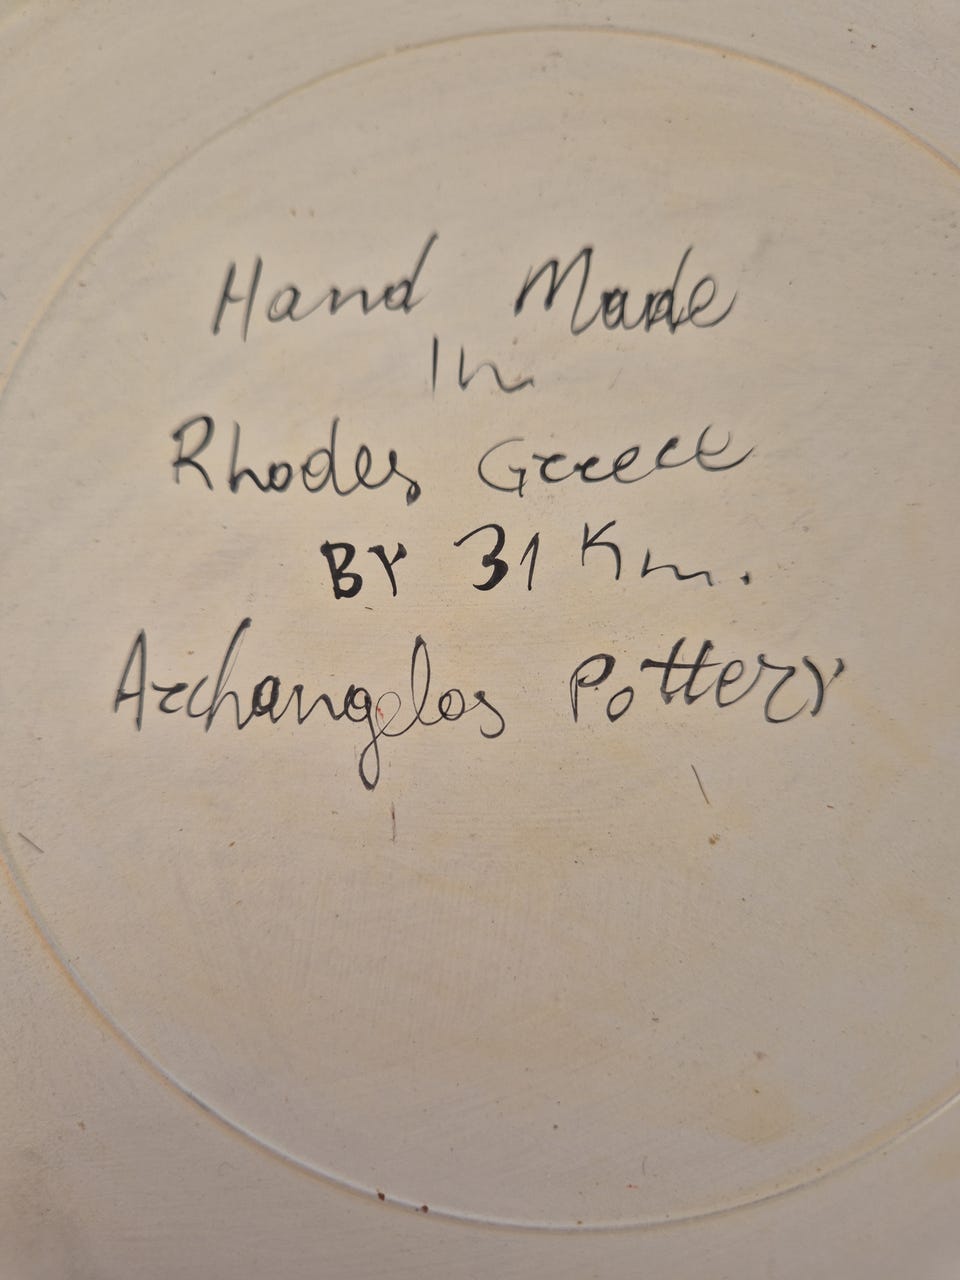 Hand Made
In
Rhodes Greece
BY 31 Km.
Archangelos Pottery